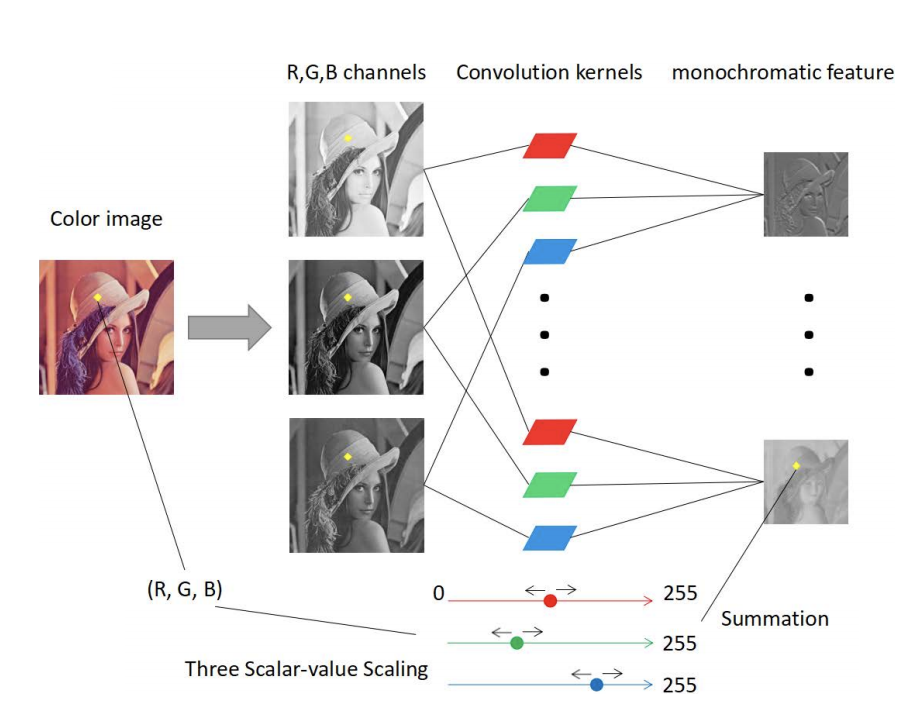 R,G,B channels
Convolution kernels
monochromatic feature
Color image
(R, G, B)
0
255
Summation
255
Three Scalar-value Scaling
255